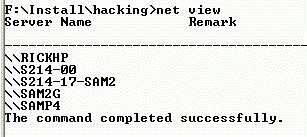 F:\Install\hacking>net view
Server Name            Remark
-------------------------------------------
\\RICKHP
\\S214-00
\\S214-17-SAM2
\\SAM2G
\\SAMP4
The command completed successfully.